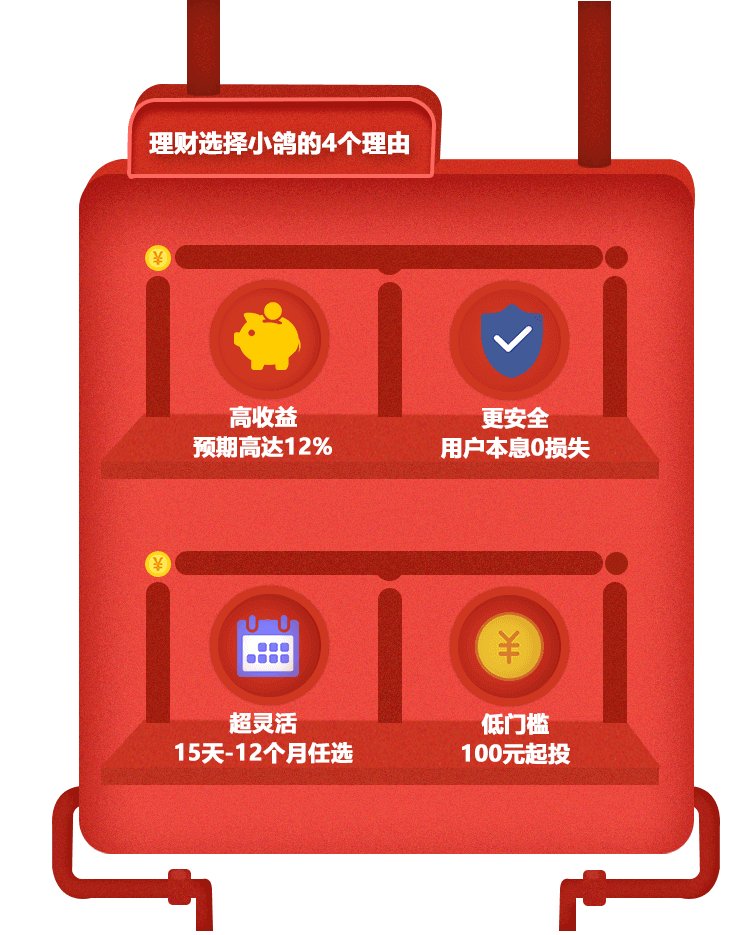 理财选择小鸽的4个理由
¥
高收益
预期高达12%
更安全
用户本息0损失
¥
¥
超灵活
15天-12个月任选
低门槛
100元起投